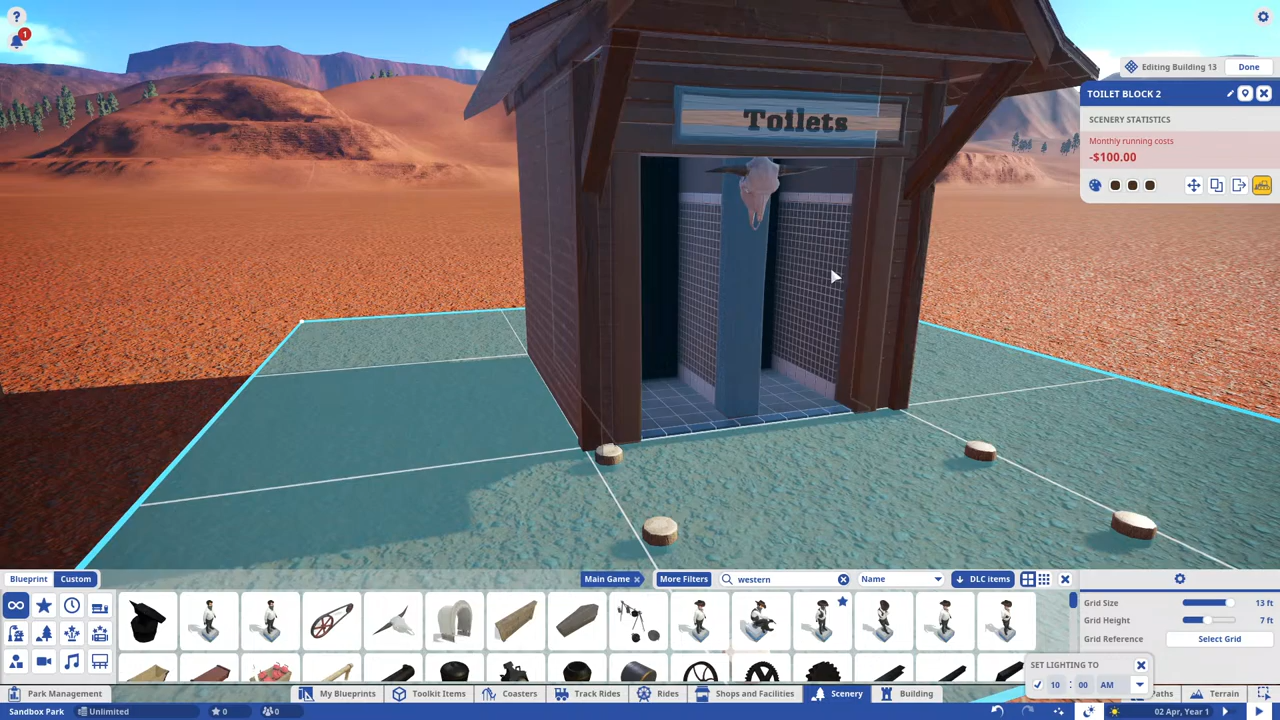 ?
1
Editing Building 13 Done
TOILET BLOCK 2
SCENERY STATISTICS
Monthly running costs
-$100.00
Toilets
Blueprint Custom Main Game More Filters western Name DLC items
Grid Size 13 ft
Grid Height 7 ft
Grid Reference Select Grid
SET LIGHTING TO
10 : 00 AM
Park Management My Blueprints Toolkit Items Coasters Track Rides Rides Shops and Facilities Scenery Building Paths Terrain
Sandbox Park Unlimited 0 0 02 Apr, Year 1